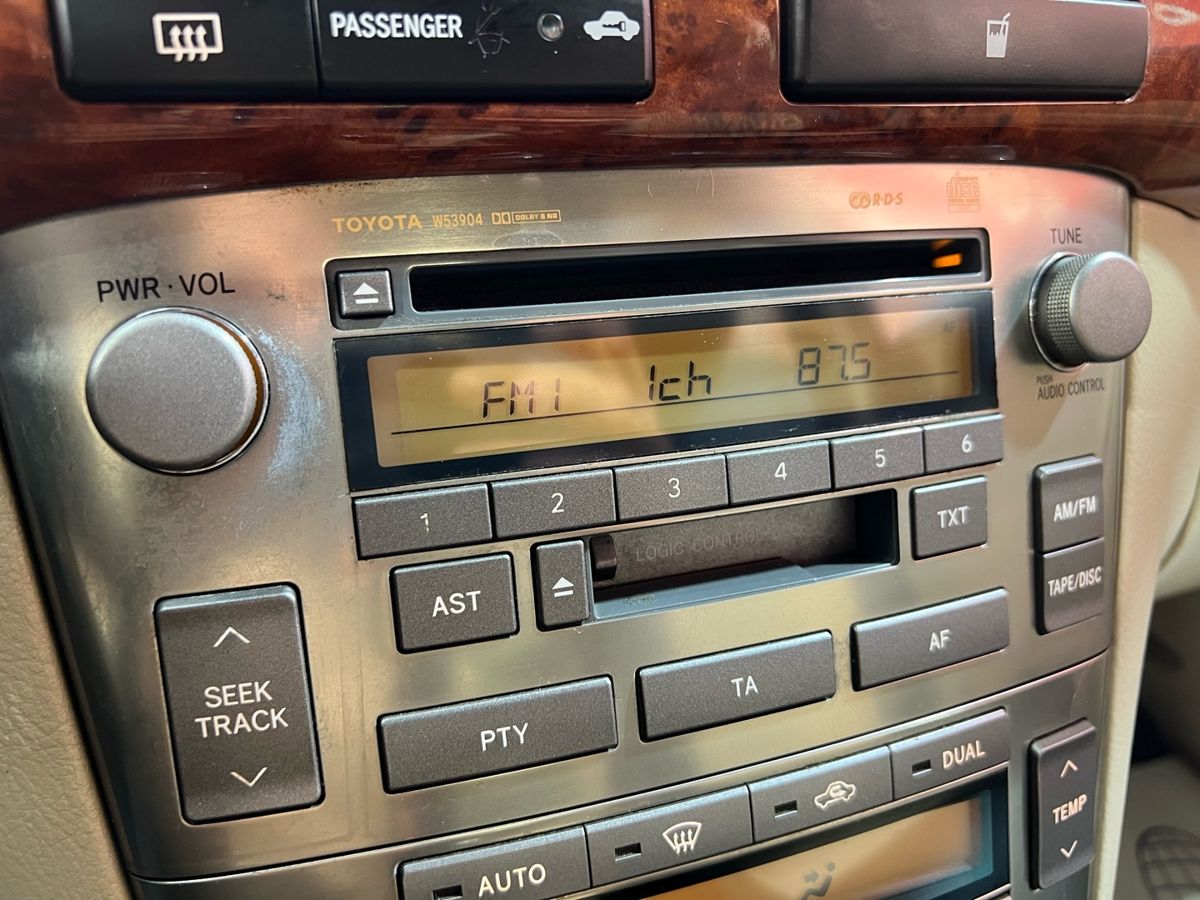 PASSENGER
TOYOTA W53904 DOLBY B NR
R·D·S
DISC
PWR·VOL
TUNE
AF
FM1 1ch 87.5
PUSH
AUDIO CONTROL
1 2 3 4 5 6
LOGIC CONTROL
TXT
AM/FM
AST
TAPE/DISC
SEEK
TRACK
PTY
TA
AF
AUTO
DUAL
TEMP